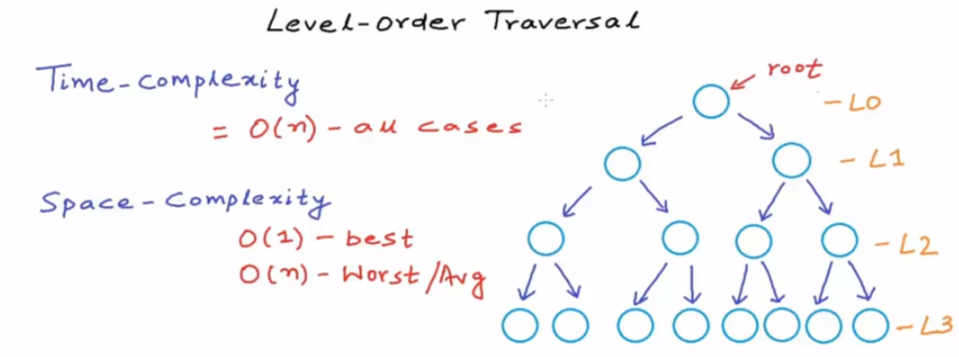 Level-order Traversal
Time-complexity
= O(n) - all cases
Space-Complexity
O(1) - best
O(n) - Worst/Avg
root
- L0
- L1
- L2
- L3